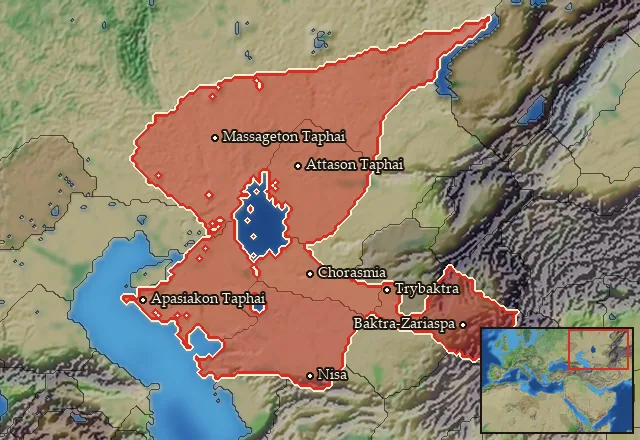 Massageton Taphai
Attason Taphai
Chorasmia
Trybaktra
Apasiakon Taphai
Baktra-Zariaspa
Nisa